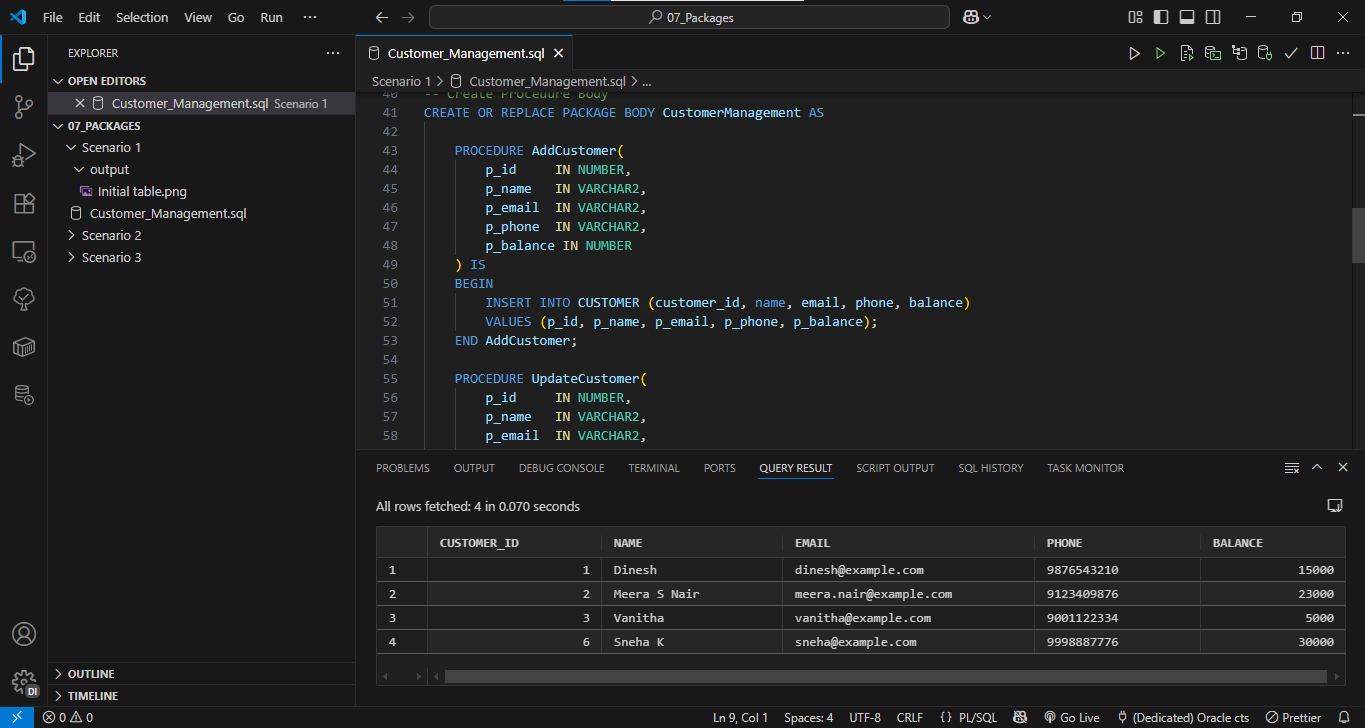 File Edit Selection View Go Run ··· 07_Packages
EXPLORER ···
OPEN EDITORS
Customer_Management.sql Scenario 1
07_PACKAGES
Scenario 1
output
Initial table.png
Customer_Management.sql
Scenario 2
Scenario 3
OUTLINE
TIMELINE
DI
Customer_Management.sql
Scenario 1 > Customer_Management.sql > ...
40 -- Create Procedure Body
41 CREATE OR REPLACE PACKAGE BODY CustomerManagement AS
42
43 PROCEDURE AddCustomer(
44 p_id IN NUMBER,
45 p_name IN VARCHAR2,
46 p_email IN VARCHAR2,
47 p_phone IN VARCHAR2,
48 p_balance IN NUMBER
49 ) IS
50 BEGIN
51 INSERT INTO CUSTOMER (customer_id, name, email, phone, balance)
52 VALUES (p_id, p_name, p_email, p_phone, p_balance);
53 END AddCustomer;
54
55 PROCEDURE UpdateCustomer(
56 p_id IN NUMBER,
57 p_name IN VARCHAR2,
58 p_email IN VARCHAR2,
PROBLEMS OUTPUT DEBUG CONSOLE TERMINAL PORTS QUERY RESULT SCRIPT OUTPUT SQL HISTORY TASK MONITOR
All rows fetched: 4 in 0.070 seconds
CUSTOMER_ID NAME EMAIL PHONE BALANCE
1 1 Dinesh dinesh@example.com 9876543210 15000
2 2 Meera S Nair meera.nair@example.com 9123409876 23000
3 3 Vanitha vanitha@example.com 9001122334 5000
4 6 Sneha K sneha@example.com 9998887776 30000
0 0 Ln 9, Col 1 Spaces: 4 UTF-8 CRLF {} PL/SQL Go Live (Dedicated) Oracle cts Prettier